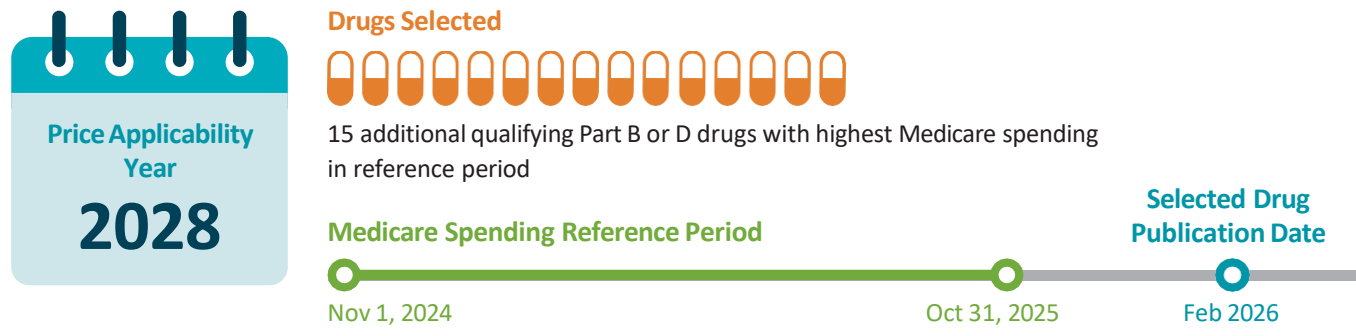 Price Applicability
Year
2028
Drugs Selected
15 additional qualifying Part B or D drugs with highest Medicare spending
in reference period
Medicare Spending Reference Period
Nov 1, 2024
Oct 31, 2025
Selected Drug
Publication Date
Feb 2026